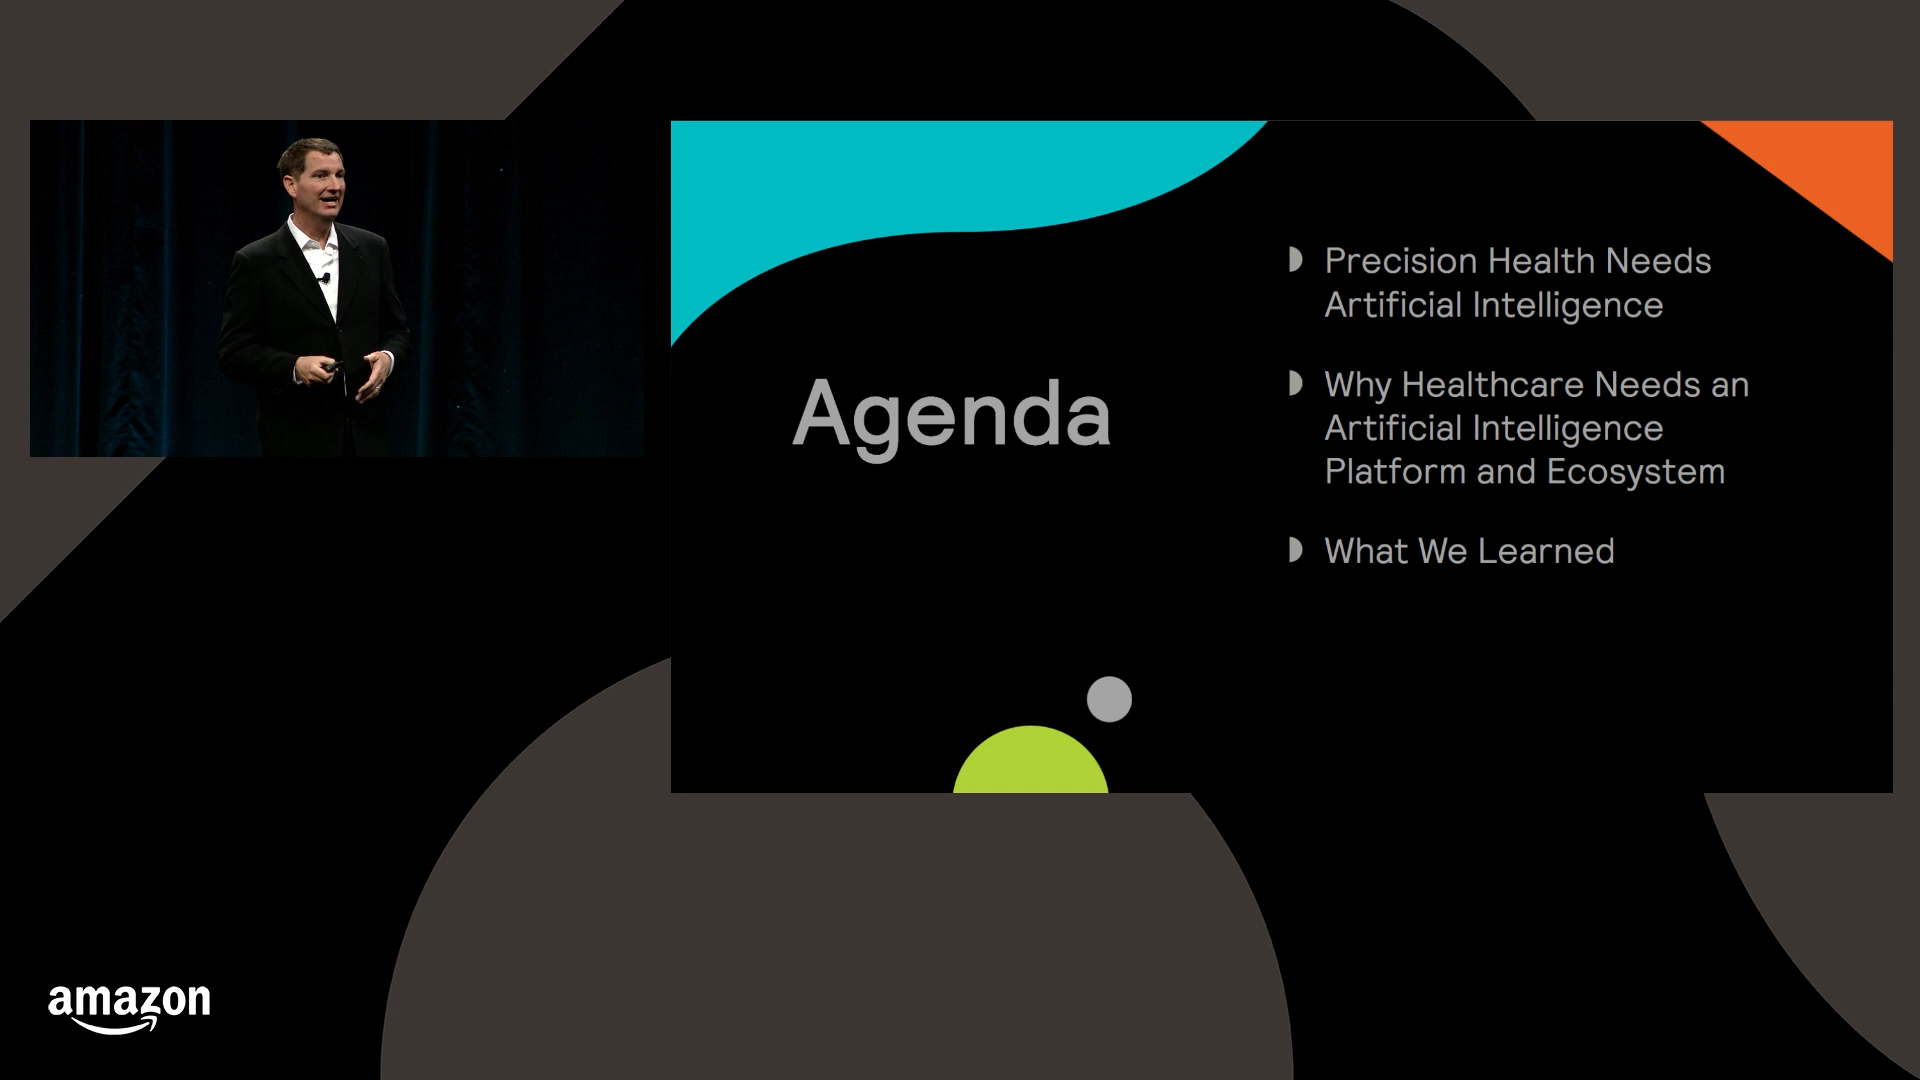 Agenda
Precision Health Needs
Artificial Intelligence
Why Healthcare Needs an
Artificial Intelligence
Platform and Ecosystem
What We Learned
amazon